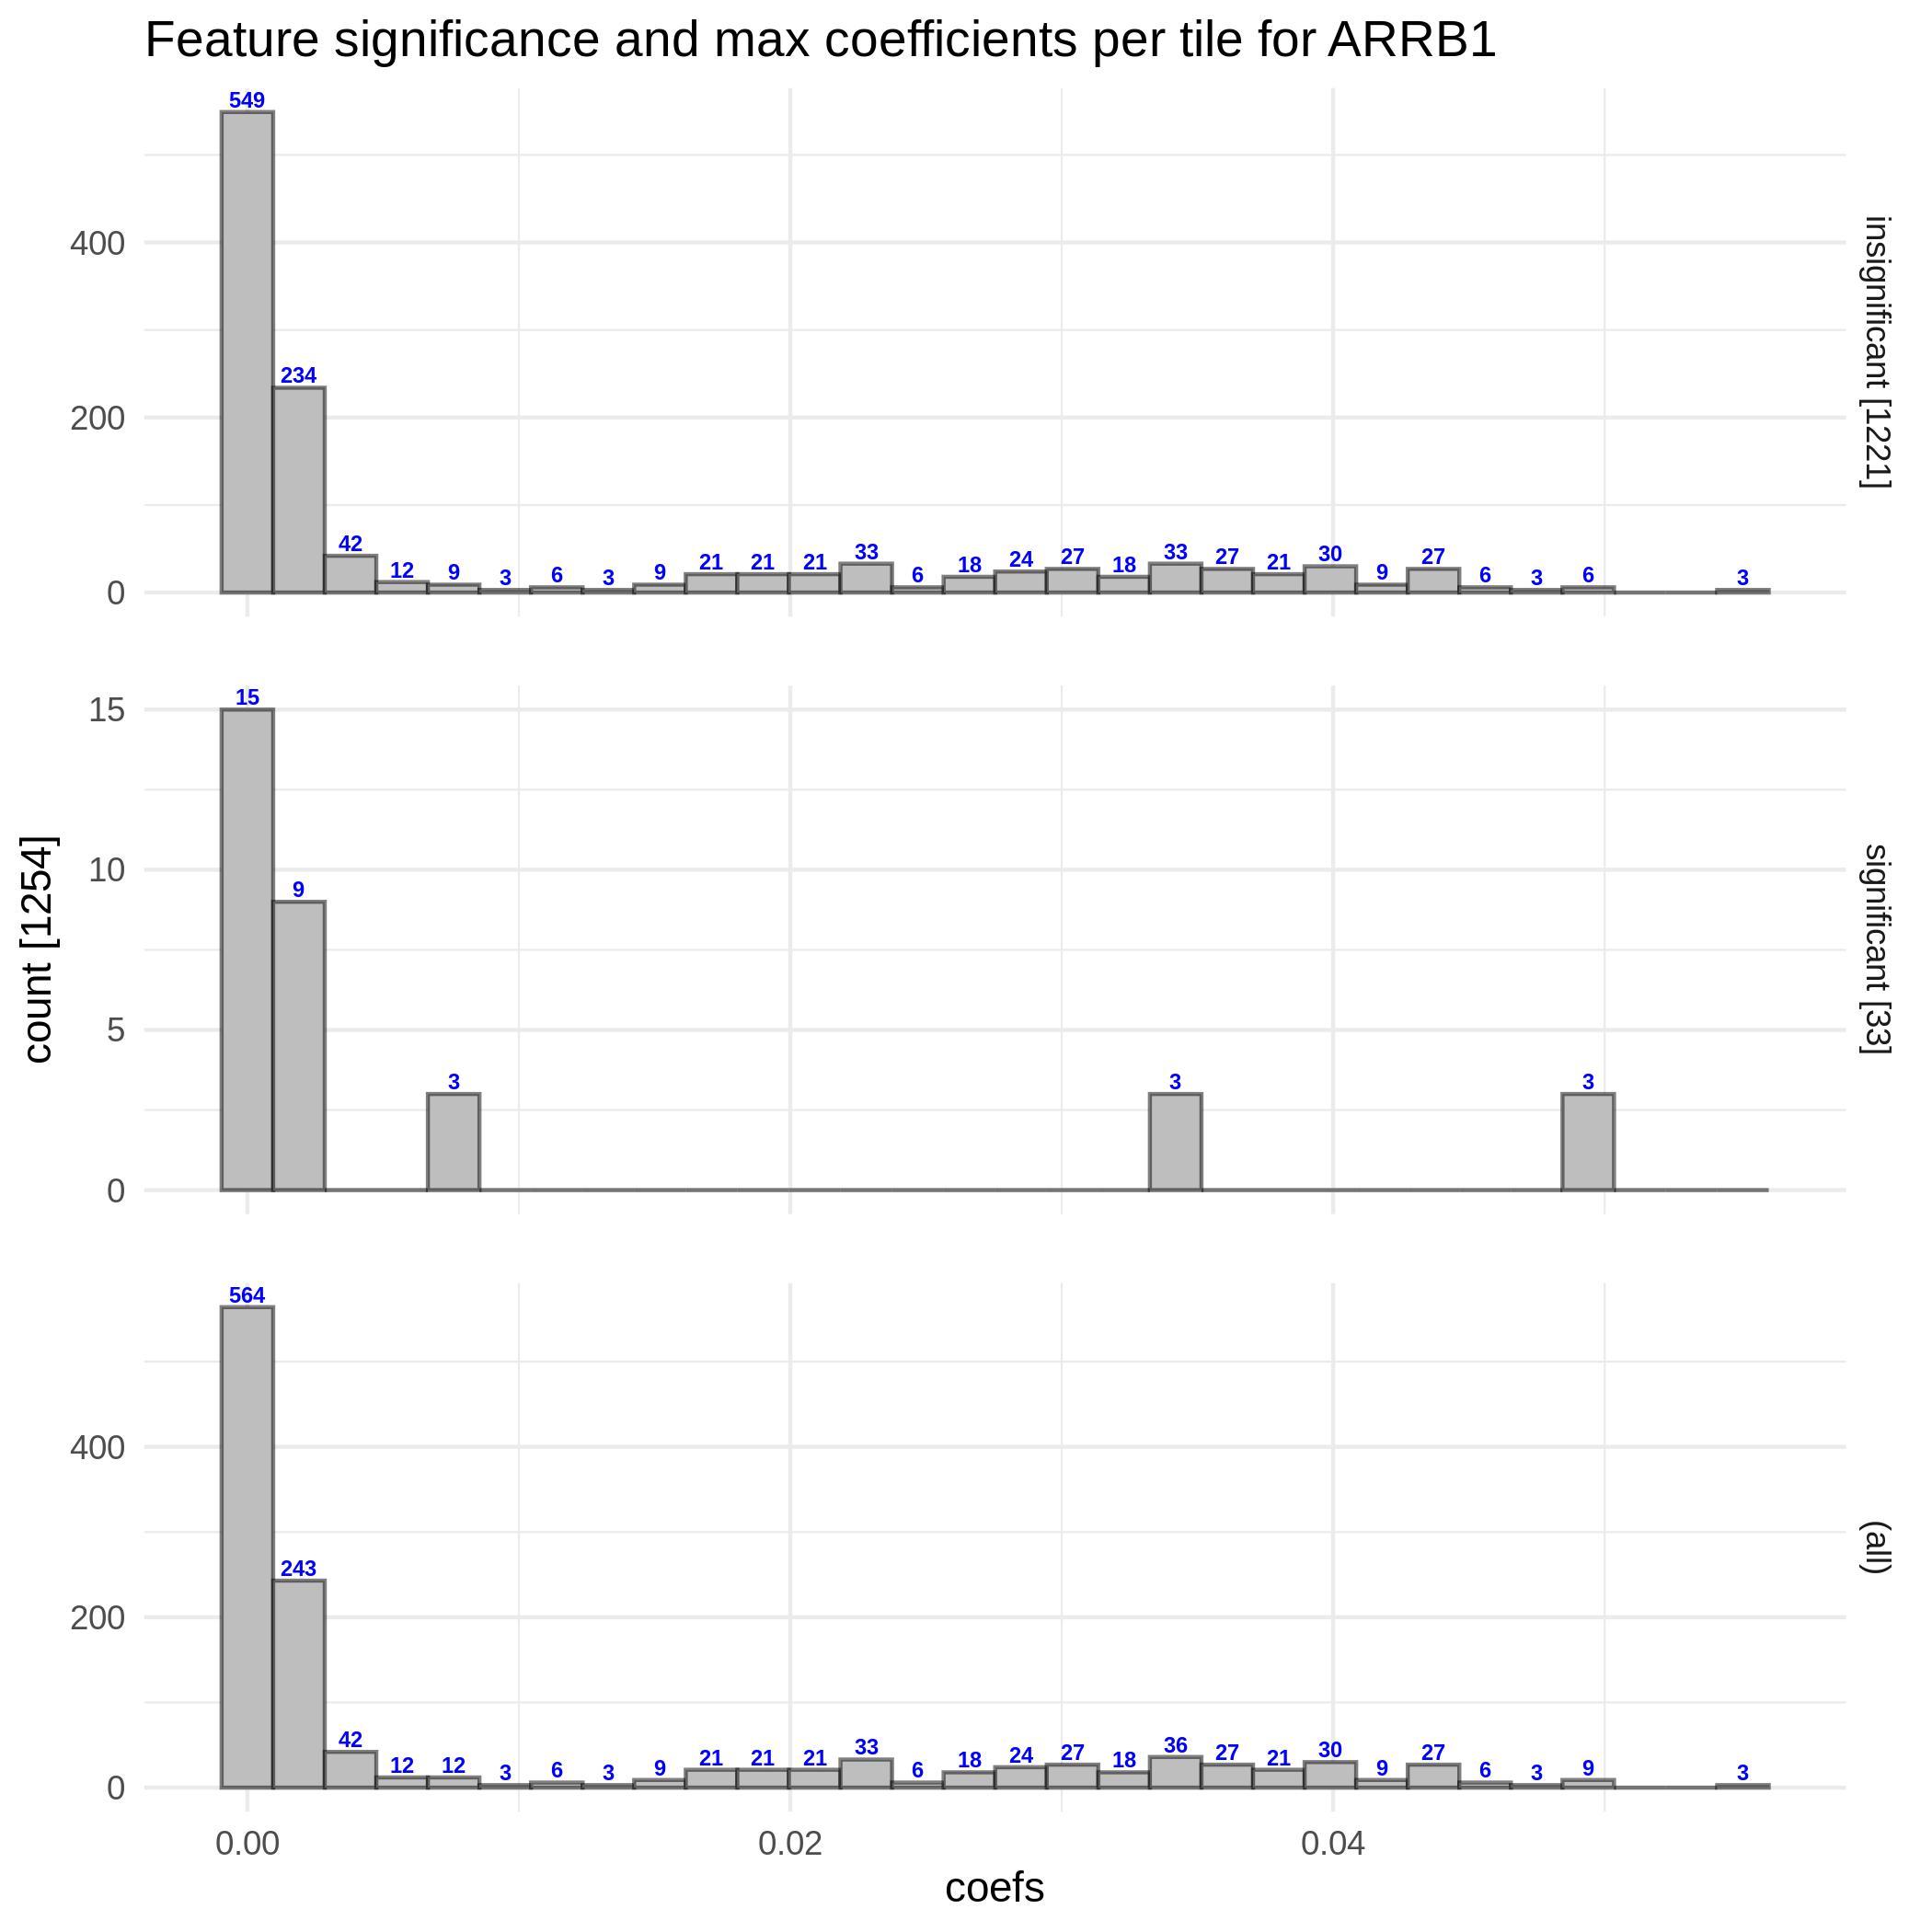 Feature significance and max coefficients per tile for ARRB1
count [1254]
549
234
42 12 9 3 6 3 9 21 21 21 33 6 18 24 27 18 33 27 21 30 9 27 6 3 6 3
400
200
0
insignificant [1221]
15
9
3 3 3
15
10
5
0
significant [33]
564
243
42 12 12 3 6 3 9 21 21 21 33 6 18 24 27 18 36 27 21 30 9 27 6 3 9 3
400
200
0
(all)
0.00 0.02 0.04
coefs